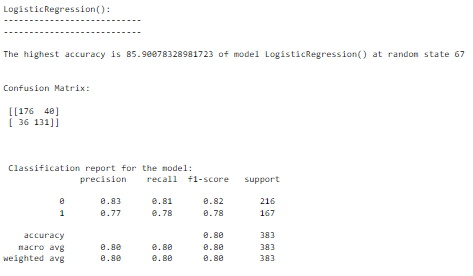 LogisticRegression():
---------------------------
---------------------------
The highest accuracy is 85.90078328981723 of model LogisticRegression() at random state 67
Confusion Matrix:
[[176 40]
[ 36 131]]
Classification report for the model:
precision recall f1-score support
0 0.83 0.81 0.82 216
1 0.77 0.78 0.78 167
accuracy 0.80 383
macro avg 0.80 0.80 0.80 383
weighted avg 0.80 0.80 0.80 383